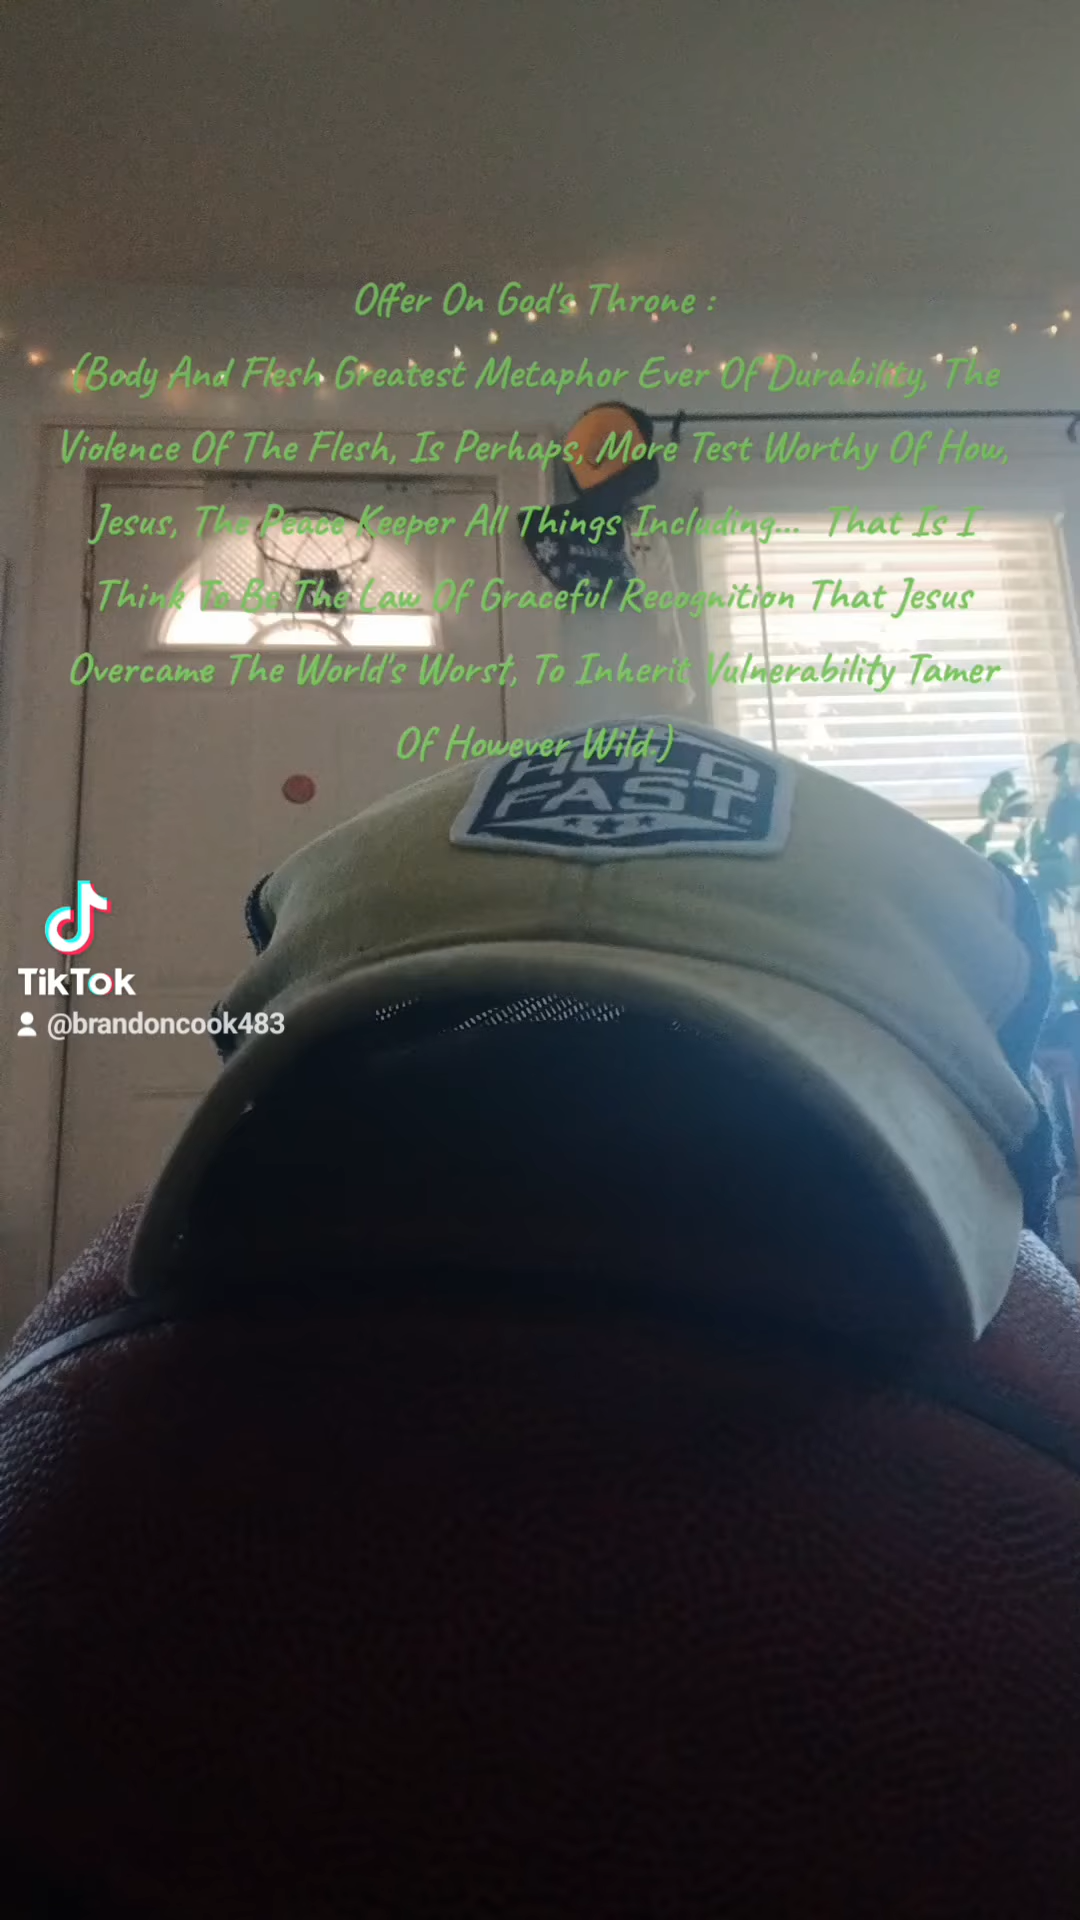 Offer On God's Throne :
(Body And Flesh Greatest Metaphor Ever Of Durability, The
Violence Of The Flesh, Is Perhaps, More Test Worthy Of How,
Jesus, The Peace Keeper All Things Including... That Is I
Think To Be The Law Of Graceful Recognition That Jesus
Overcame The World's Worst, To Inherit Vulnerability Tamer
Of However Wild.)
HOLD
FAST
TikTok
@brandoncook483